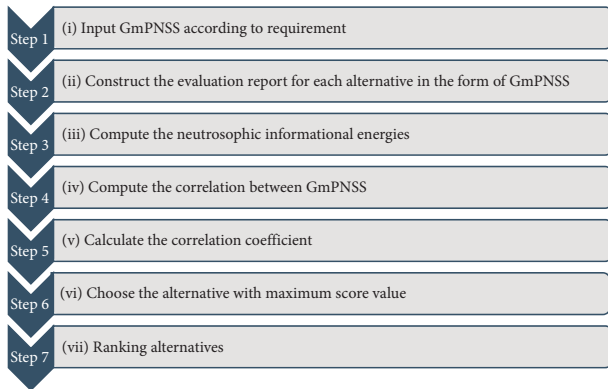 Step 1
(i) Input GmPNSS according to requirement
Step 2
(ii) Construct the evaluation report for each alternative in the form of GmPNSS
Step 3
(iii) Compute the neutrosophic informational energies
Step 4
(iv) Compute the correlation between GmPNSS
Step 5
(v) Calculate the correlation coefficient
Step 6
(vi) Choose the alternative with maximum score value
Step 7
(vii) Ranking alternatives